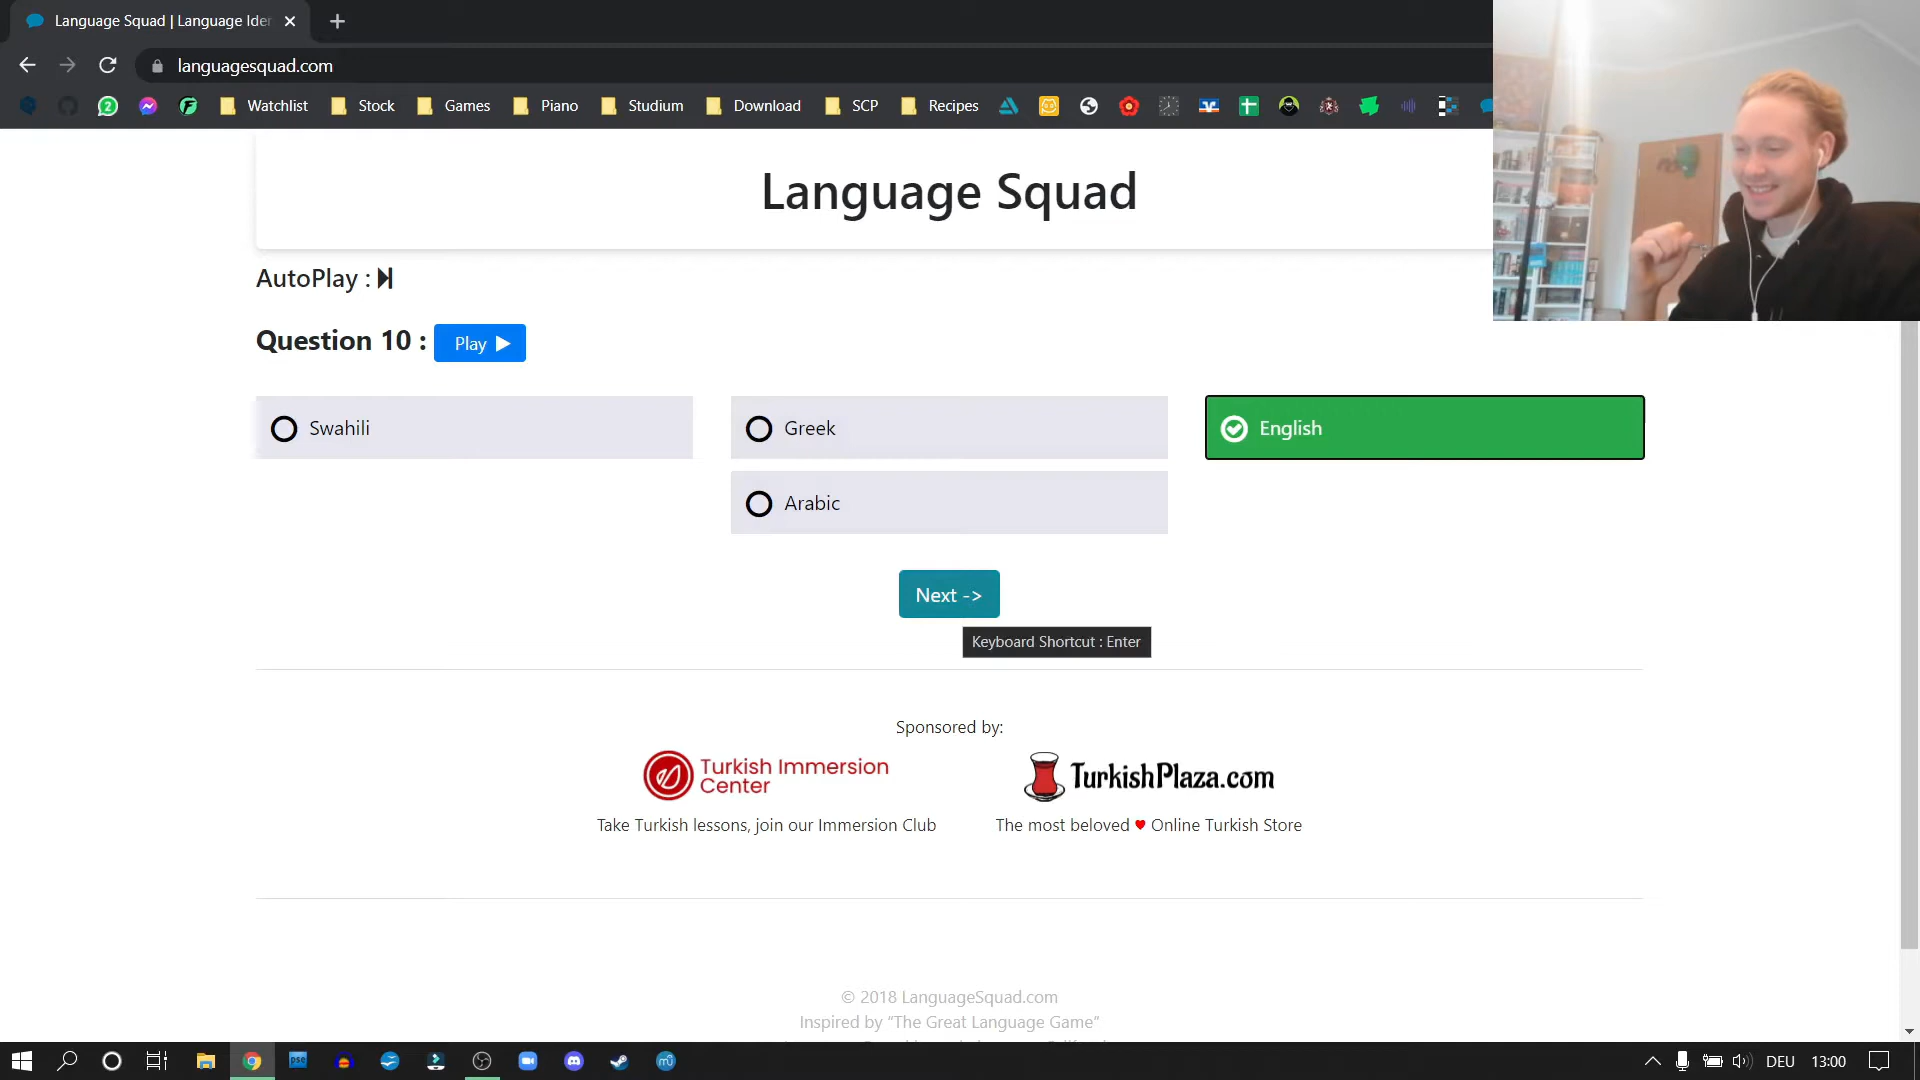 Language Squad | Language Iden
languagesquad.com
Watchlist Stock Games Piano Studium Download SCP Recipes
Language Squad
AutoPlay :
Question 10 : Play
Swahili Greek English
Arabic
Next ->
Keyboard Shortcut : Enter
Sponsored by:
Turkish Immersion
Center
TurkishPlaza.com
Take Turkish lessons, join our Immersion Club
The most beloved ♥ Online Turkish Store
© 2018 LanguageSquad.com
Inspired by “The Great Language Game”
DEU 13:00